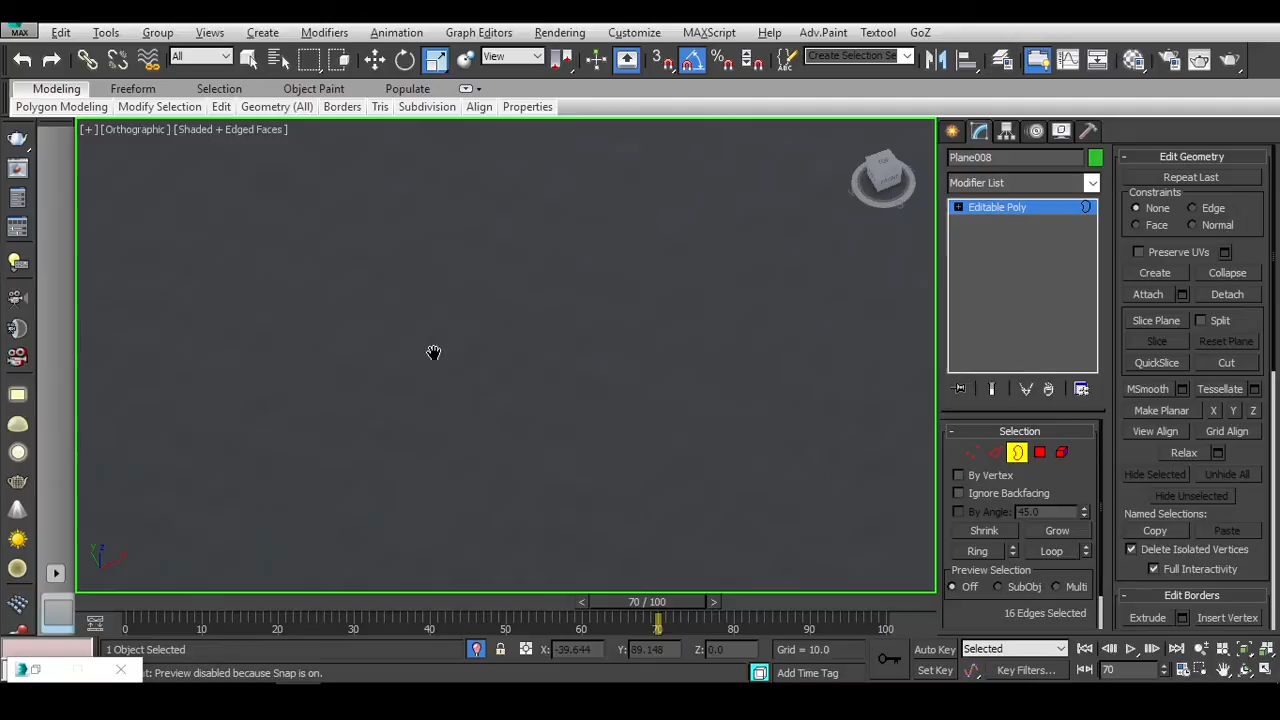 MAX Edit Tools Group Views Create Modifiers Animation Graph Editors Rendering Customize MAXScript Help Adv.Paint Textool GoZ
All View 3 Create Selection Se
Modeling Freeform Selection Object Paint Populate
Polygon Modeling Modify Selection Edit Geometry (All) Borders Tris Subdivision Align Properties
[+] [Orthographic] [Shaded + Edged Faces]
TOP
FRONT
Plane008
Modifier List
Editable Poly
Selection
By Vertex
Ignore Backfacing
By Angle: 45.0
Shrink Grow
Ring Loop
Preview Selection
Off SubObj Multi
16 Edges Selected
Edit Geometry
Repeat Last
Constraints
None Edge
Face Normal
Preserve UVs
Create Collapse
Attach Detach
Slice Plane Split
Slice Reset Plane
QuickSlice Cut
MSmooth Tessellate
Make Planar X Y Z
View Align Grid Align
Relax
Hide Selected Unhide All
Hide Unselected
Named Selections:
Copy Paste
Delete Isolated Vertices
Full Interactivity
Edit Borders
Extrude Insert Vertex
< 70 / 100 >
0 10 20 30 40 50 60 70 80 90 100
1 Object Selected X: -39.644 Y: 89.148 Z: 0.0 Grid = 10.0 Auto Key Selected
ut: Preview disabled because Snap is on. Add Time Tag Set Key Key Filters... 70